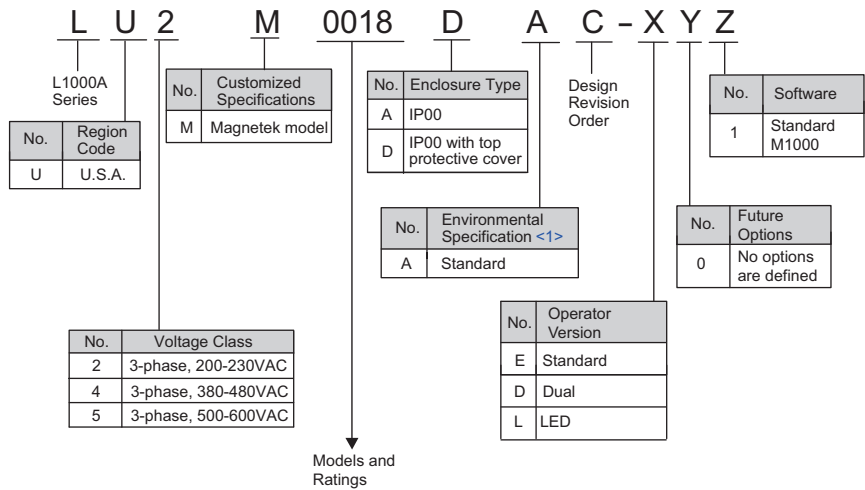 L U 2 M 0018 D A C – X Y Z
L1000A
Series
No. Region
Code
U U.S.A.
No. Customized
Specifications
M Magnetek model
No. Enclosure Type
A IP00
D IP00 with top
protective cover
Design
Revision
Order
No. Software
1 Standard
M1000
No. Environmental
Specification <1>
A Standard
No. Future
Options
0 No options
are defined
No. Voltage Class
2 3-phase, 200-230VAC
4 3-phase, 380-480VAC
5 3-phase, 500-600VAC
No. Operator
Version
E Standard
D Dual
L LED
Models and
Ratings